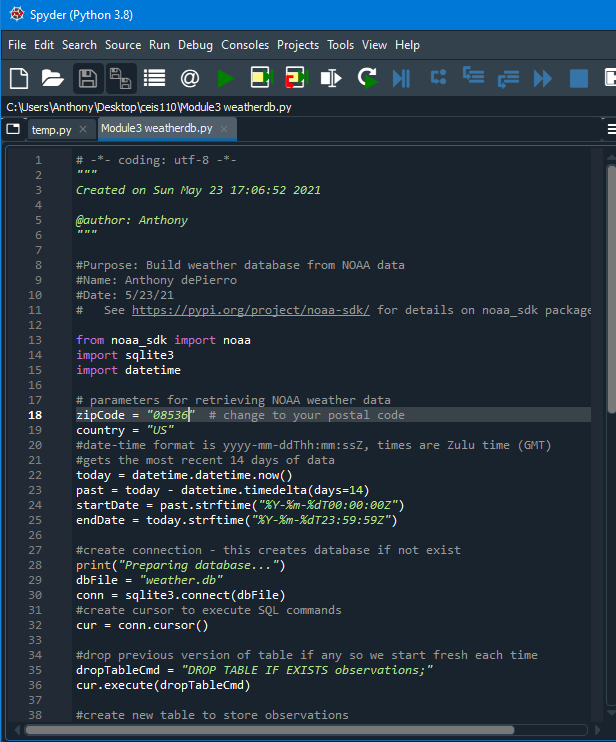 Spyder (Python 3.8)
File Edit Search Source Run Debug Consoles Projects Tools View Help
C:\Users\Anthony\Desktop\ceis110\Module3 weatherdb.py
temp.py Module3 weatherdb.py
1 # -*- coding: utf-8 -*-
2 """
3 Created on Sun May 23 17:06:52 2021
4
5 @author: Anthony
6 """
7
8 #Purpose: Build weather database from NOAA data
9 #Name: Anthony dePierro
10 #Date: 5/23/21
11 #   See https://pypi.org/project/noaa-sdk/ for details on noaa_sdk package
12
13 from noaa_sdk import noaa
14 import sqlite3
15 import datetime
16
17 # parameters for retrieving NOAA weather data
18 zipCode = "08536"  # change to your postal code
19 country = "US"
20 #date-time format is yyyy-mm-ddThh:mm:ssZ, times are Zulu time (GMT)
21 #gets the most recent 14 days of data
22 today = datetime.datetime.now()
23 past = today - datetime.timedelta(days=14)
24 startDate = past.strftime("%Y-%m-%dT00:00:00Z")
25 endDate = today.strftime("%Y-%m-%dT23:59:59Z")
26
27 #create connection - this creates database if not exist
28 print("Preparing database...")
29 dbFile = "weather.db"
30 conn = sqlite3.connect(dbFile)
31 #create cursor to execute SQL commands
32 cur = conn.cursor()
33
34 #drop previous version of table if any so we start fresh each time
35 dropTableCmd = "DROP TABLE IF EXISTS observations;"
36 cur.execute(dropTableCmd)
37
38 #create new table to store observations